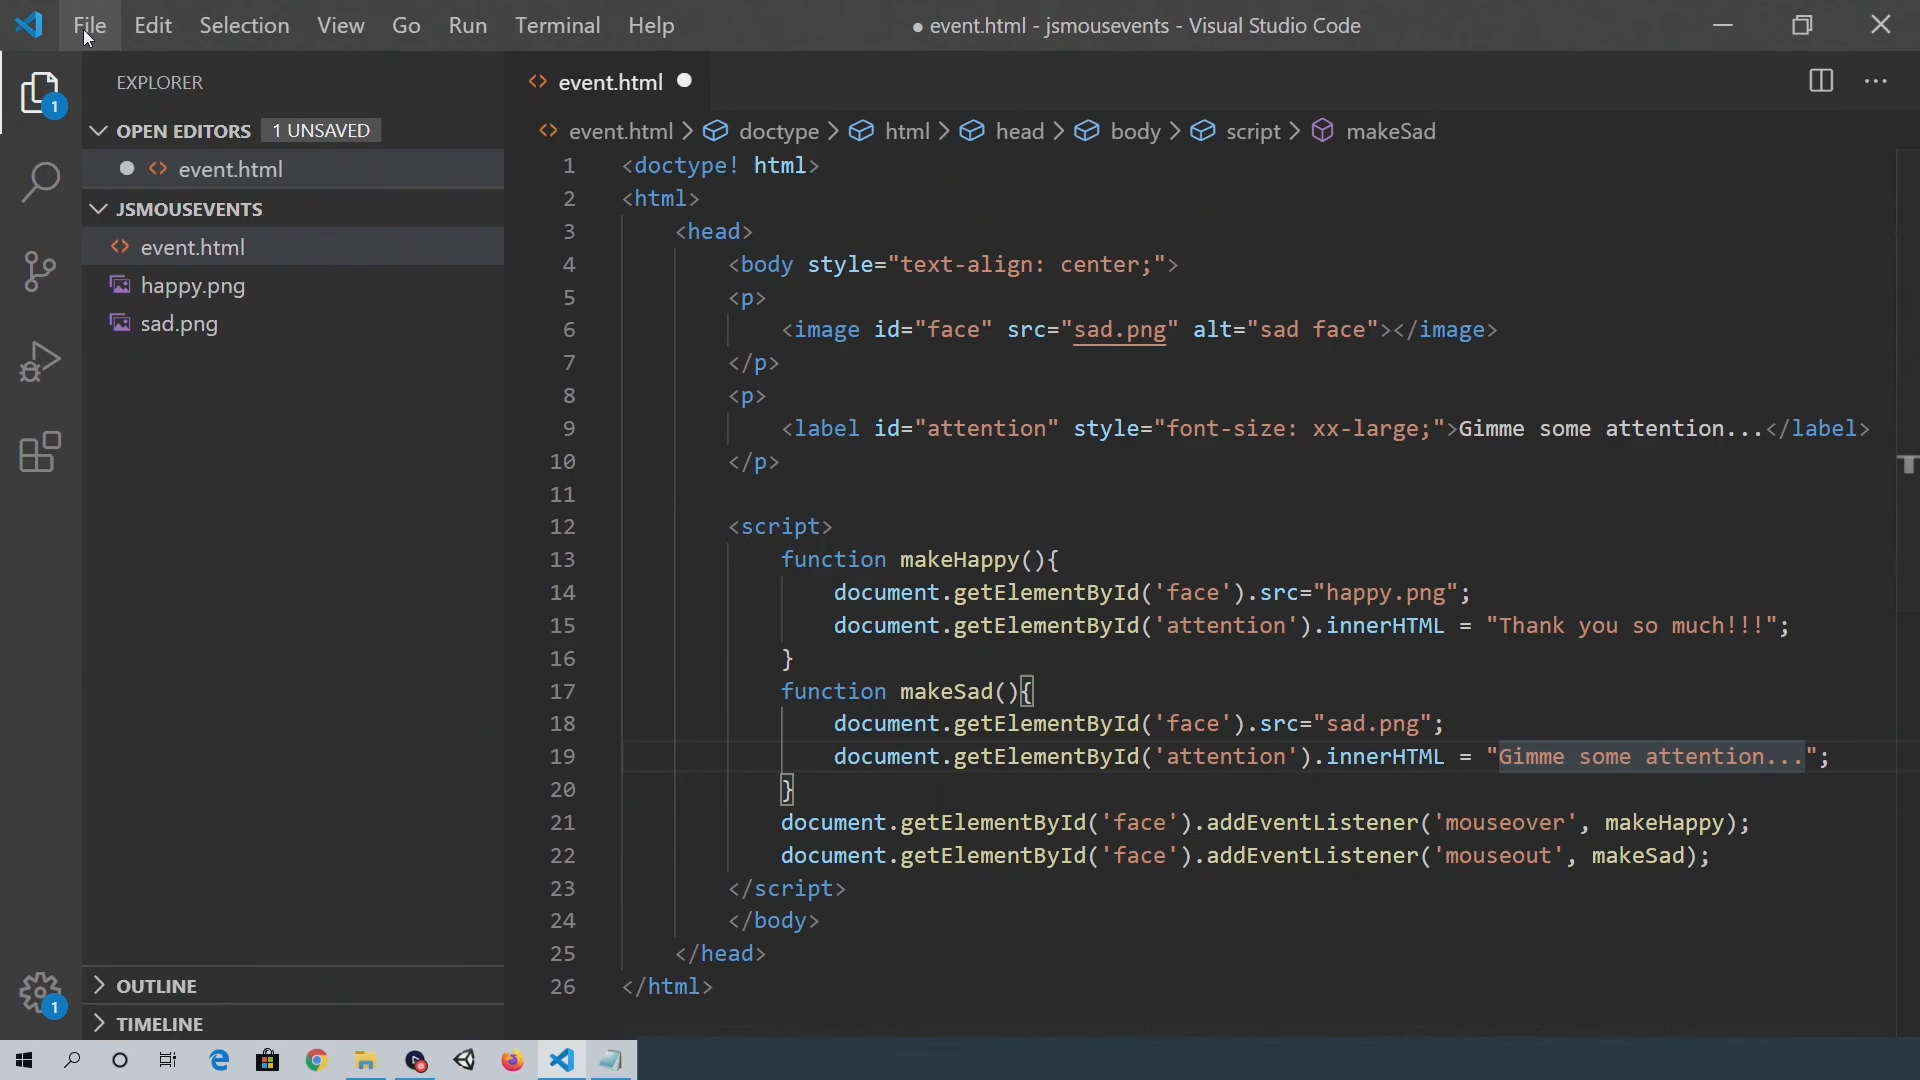 File Edit Selection View Go Run Terminal Help ● event.html - jsmousevents - Visual Studio Code
EXPLORER
1
OPEN EDITORS 1 UNSAVED
event.html
JSMOUSEVENTS
event.html
happy.png
sad.png
OUTLINE
1
TIMELINE
event.html
event.html > doctype > html > head > body > script > makeSad
1 <doctype! html>
2 <html>
3 <head>
4 <body style="text-align: center;">
5 <p>
6 <image id="face" src="sad.png" alt="sad face"></image>
7 </p>
8 <p>
9 <label id="attention" style="font-size: xx-large;">Gimme some attention...</label>
10 </p>
11
12 <script>
13 function makeHappy(){
14 document.getElementById('face').src="happy.png";
15 document.getElementById('attention').innerHTML = "Thank you so much!!!";
16 }
17 function makeSad(){
18 document.getElementById('face').src="sad.png";
19 document.getElementById('attention').innerHTML = "Gimme some attention...";
20 }
21 document.getElementById('face').addEventListener('mouseover', makeHappy);
22 document.getElementById('face').addEventListener('mouseout', makeSad);
23 </script>
24 </body>
25 </head>
26 </html>